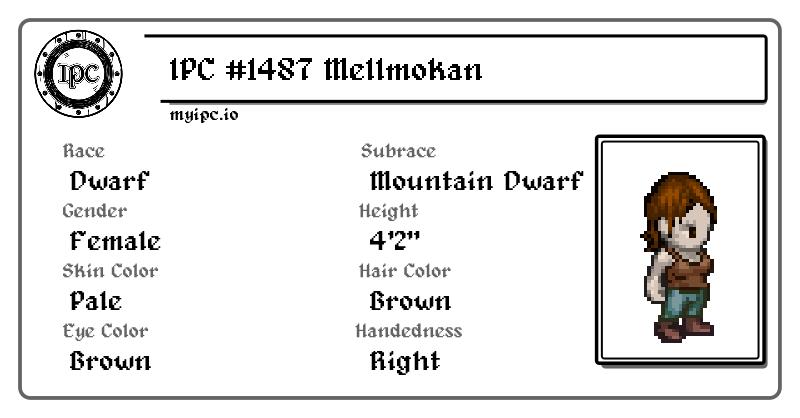 IPC
IPC #1487 Mellmokan
myipc.io
Race
Subrace
Dwarf
Mountain Dwarf
Gender
Height
Female
4'2"
Skin Color
Hair Color
Pale
Brown
Eye Color
Handedness
Brown
Right